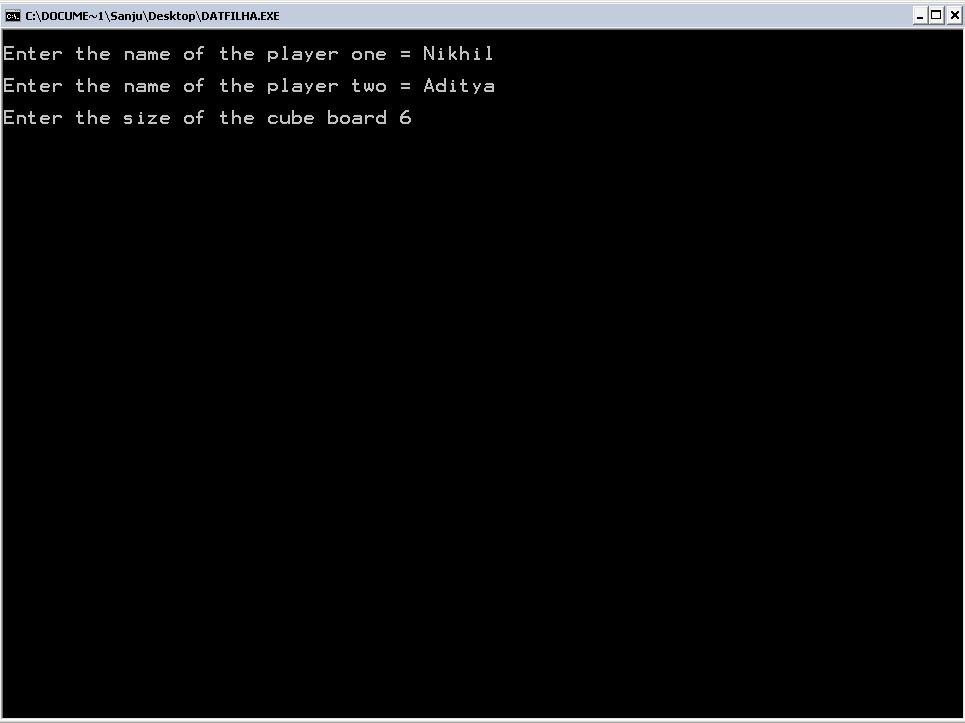 C:\DOCUME~1\Sanju\Desktop\DATFILHA.EXE
Enter the name of the player one = Nikhil
Enter the name of the player two = Aditya
Enter the size of the cube board 6